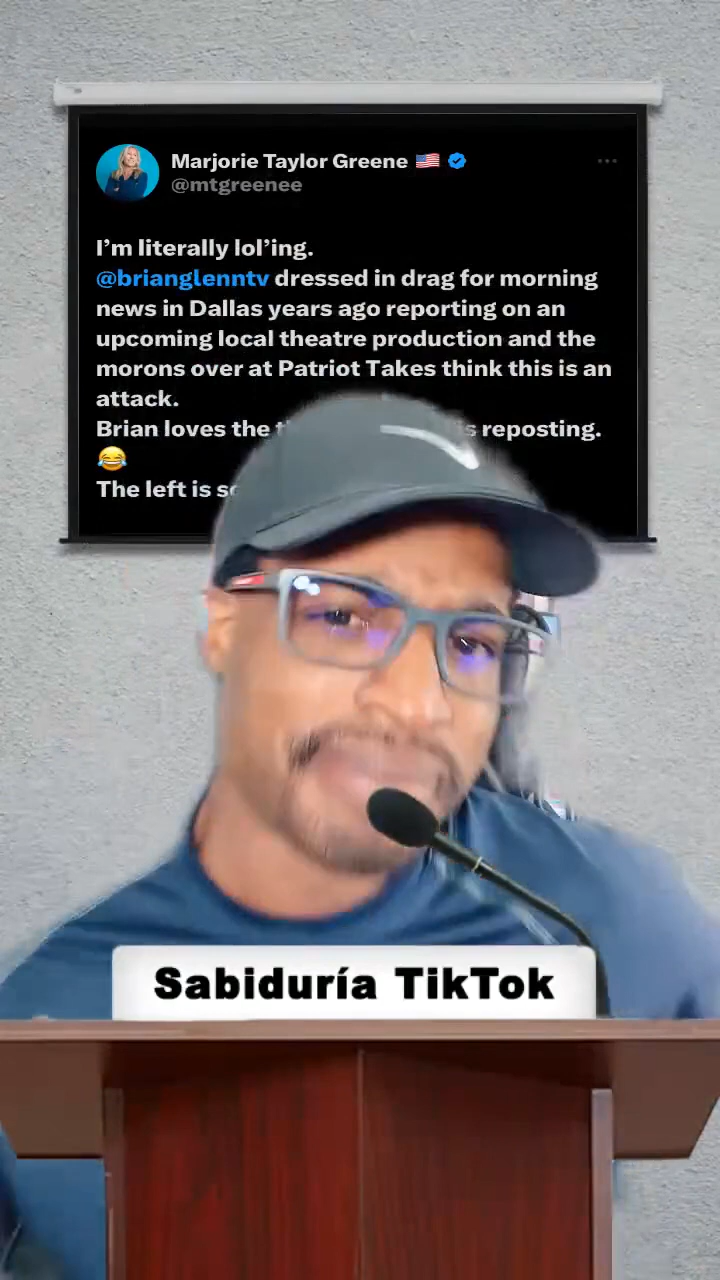 Marjorie Taylor Greene
@mtgreenee
I’m literally lol’ing.
@brianglenntv dressed in drag for morning
news in Dallas years ago reporting on an
upcoming local theatre production and the
morons over at Patriot Takes think this is an
attack.
Brian loves the reposting.
The left is
Sabiduría TikTok